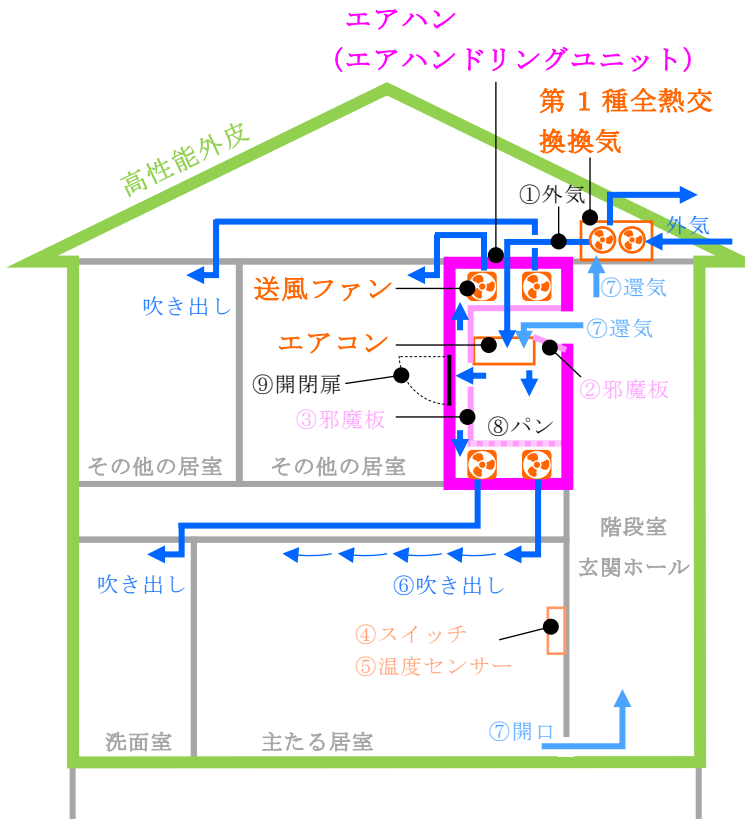 エアハン
（エアハンドリングユニット）
第１種全熱交
換換気
高性能外皮
①外気
外気
⑦還気
吹き出し
送風ファン
⑦還気
エアコン
⑨開閉扉
②邪魔板
③邪魔板
⑧パン
その他の居室
その他の居室
階段室
玄関ホール
吹き出し
⑥吹き出し
④スイッチ
⑤温度センサー
⑦開口
洗面室
主たる居室